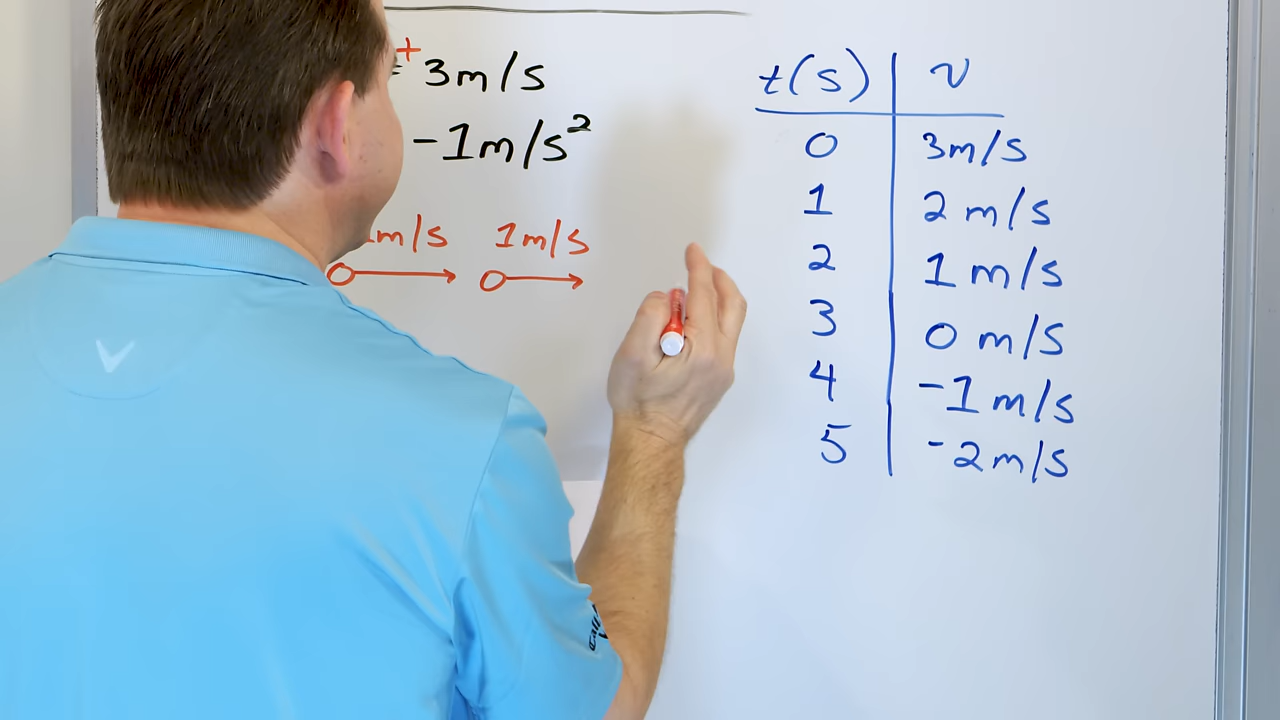 +
= 3m/s
-1m/s²
m/s 1m/s
t(s) v
0 3m/s
1 2 m/s
2 1 m/s
3 0 m/s
4 -1 m/s
5 -2 m/s